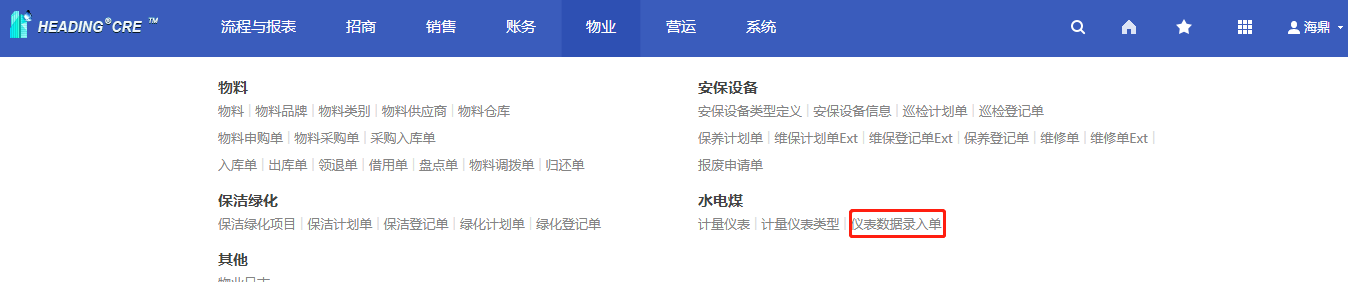 HEADING®CRE ™ 流程与报表 招商 销售 账务 物业 营运 系统 海鼎
物料
物料 | 物料品牌 | 物料类别 | 物料供应商 | 物料仓库
物料申购单 | 物料采购单 | 采购入库单
入库单 | 出库单 | 领退单 | 借用单 | 盘点单 | 物料调拨单 | 归还单
安保设备
安保设备类型定义 | 安保设备信息 | 巡检计划单 | 巡检登记单
保养计划单 | 维保计划单Ext | 维保登记单Ext | 保养登记单 | 维修单 | 维修单Ext |
报废申请单
保洁绿化
保洁绿化项目 | 保洁计划单 | 保洁登记单 | 绿化计划单 | 绿化登记单
水电煤
计量仪表 | 计量仪表类型 | 仪表数据录入单
其他
物业日志